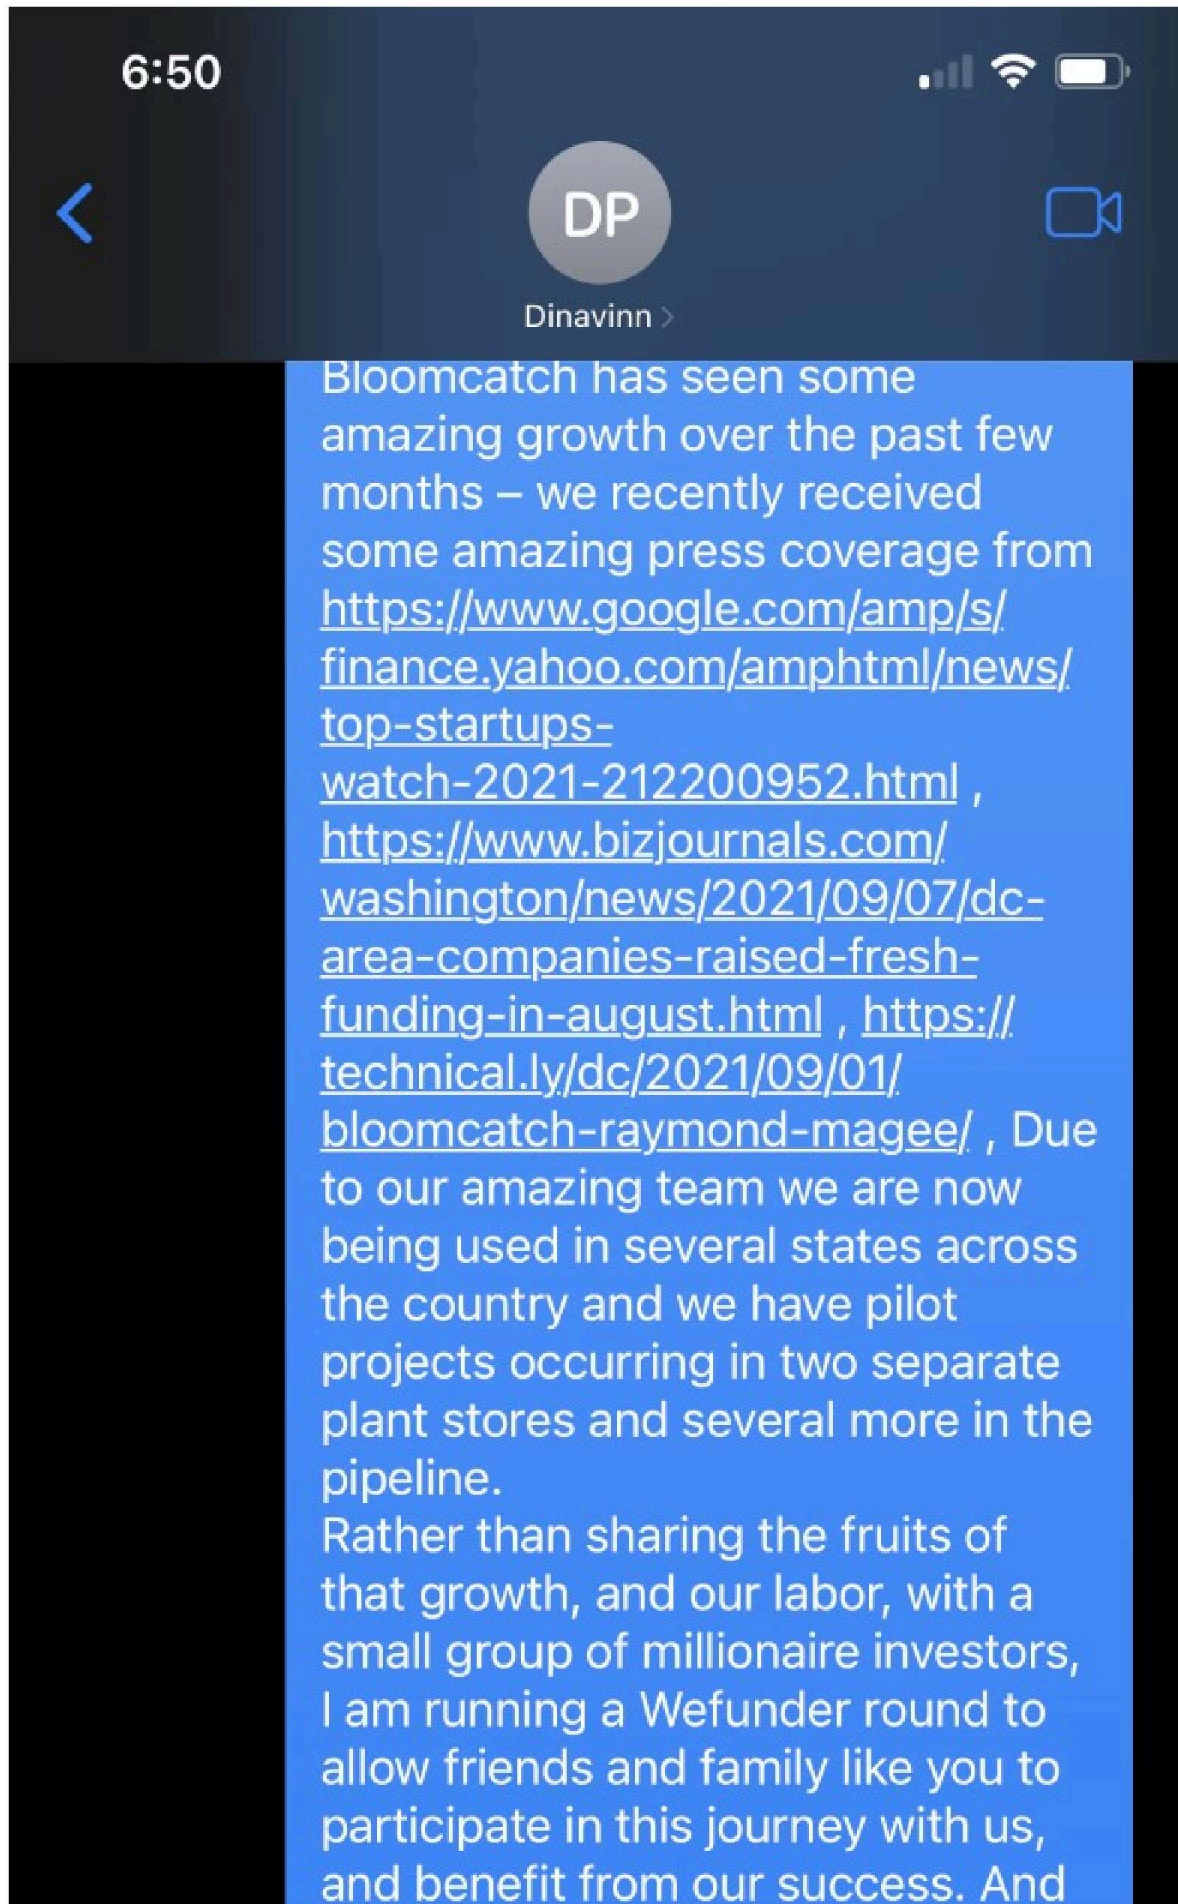 6:50
DP
Dinavinn >
Bloomcatch has seen some
amazing growth over the past few
months – we recently received
some amazing press coverage from
https://www.google.com/amp/s/
finance.yahoo.com/amphtml/news/
top-startups-
watch-2021-212200952.html ,
https://www.bizjournals.com/
washington/news/2021/09/07/dc-
area-companies-raised-fresh-
funding-in-august.html , https://
technical.ly/dc/2021/09/01/
bloomcatch-raymond-magee/ , Due
to our amazing team we are now
being used in several states across
the country and we have pilot
projects occurring in two separate
plant stores and several more in the
pipeline.
Rather than sharing the fruits of
that growth, and our labor, with a
small group of millionaire investors,
I am running a Wefunder round to
allow friends and family like you to
participate in this journey with us,
and benefit from our success. And